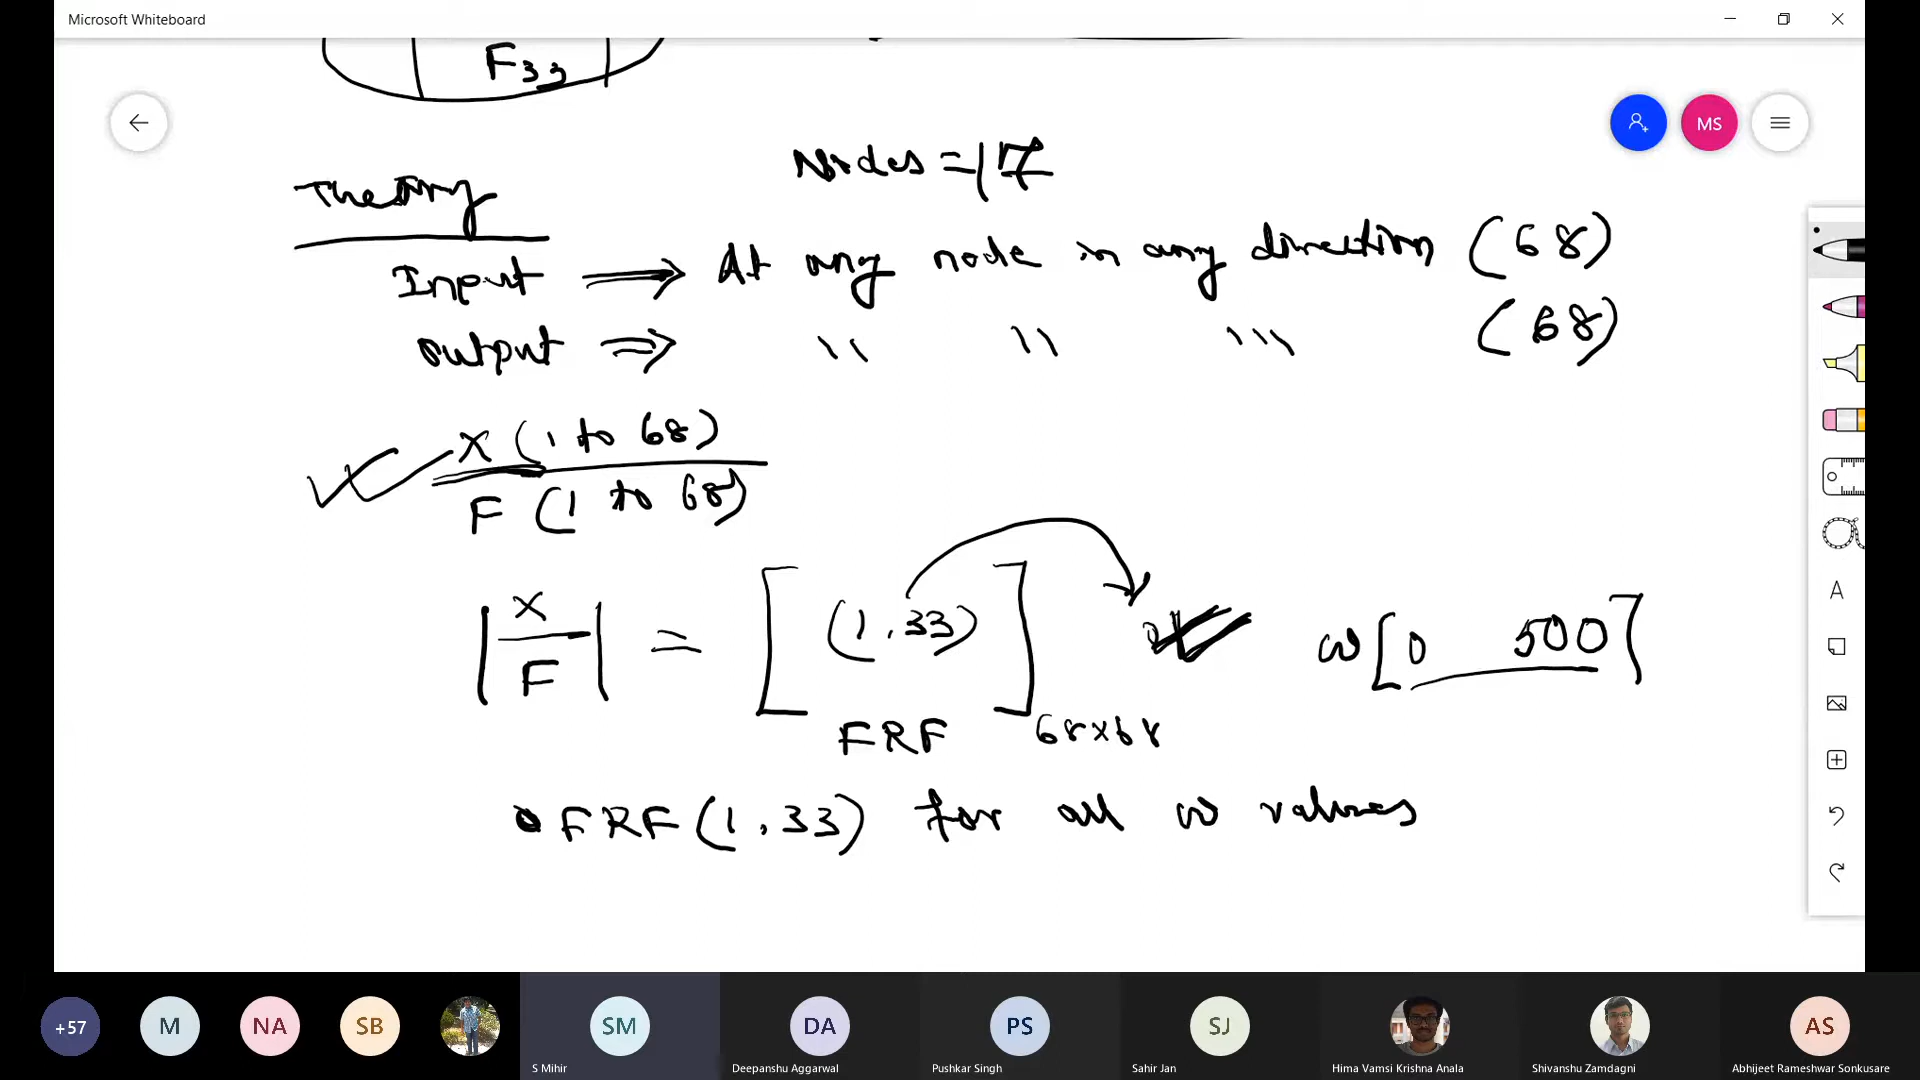 Microsoft Whiteboard
F33
MS
Nodes = 17
Theory
Input ⟹ At any node in any direction (68)
output ⟹ \\ \\ \\\ (68)
X (1 to 68)
F (1 to 68)
|X/F| = [(1,33)] 68x68
ω[0 500]
FRF
FRF(1,33) for all ω values
A
+57
M
NA
SB
SM
DA
PS
SJ
AS
S Mihir
Deepanshu Aggarwal
Pushkar Singh
Sahir Jan
Hima Vamsi Krishna Anala
Shivanshu Zamdagni
Abhijeet Rameshwar Sonkusare